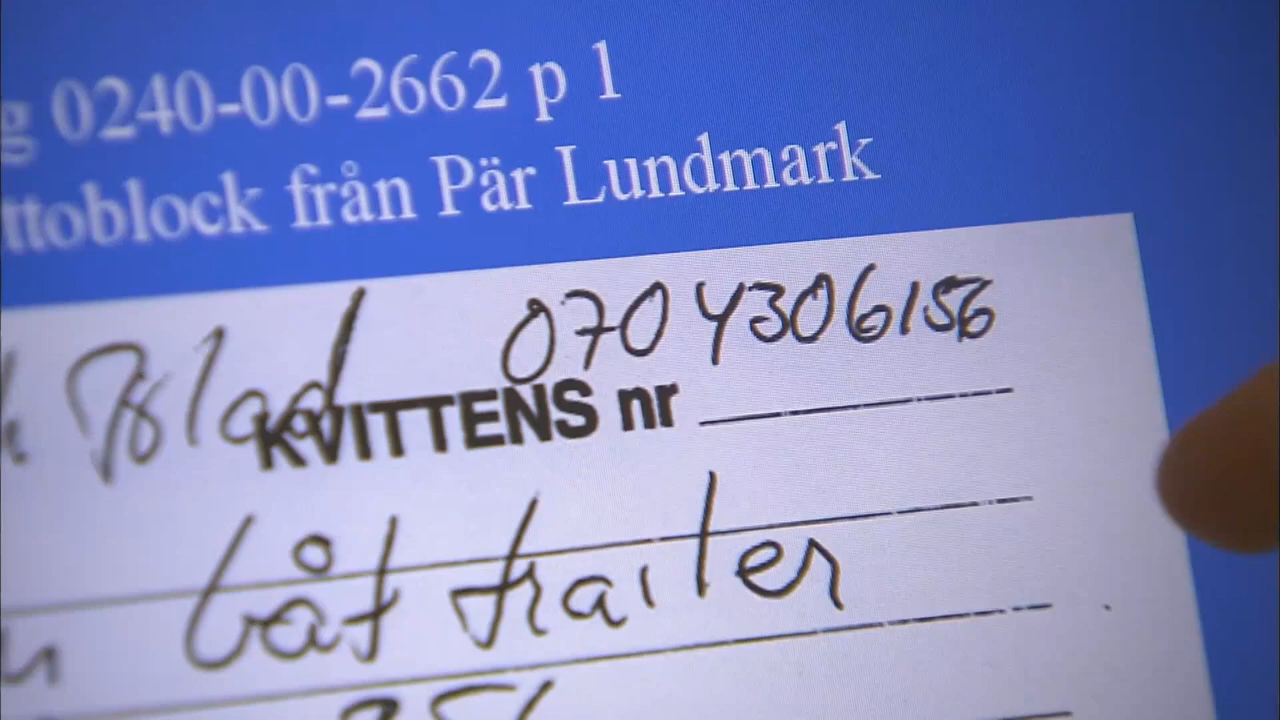 0240-00-2662 p 1
ttoblock från Pär Lundmark
0704306156
KVITTENS nr
båt trailer